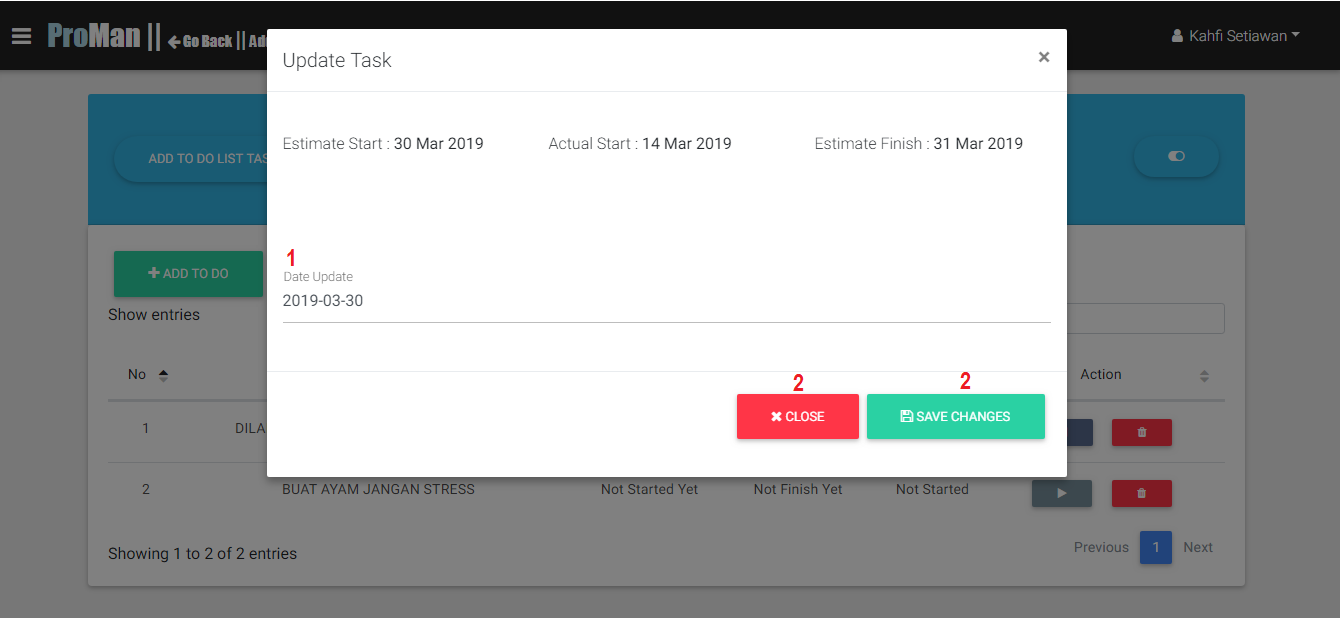 ProMan || Go Back || Ad
Kahfi Setiawan
Update Task
×
ADD TO DO LIST TAS
Estimate Start : 30 Mar 2019
Actual Start : 14 Mar 2019
Estimate Finish : 31 Mar 2019
1
Date Update
2019-03-30
ADD TO DO
Show entries
No
Action
2
2
CLOSE
SAVE CHANGES
1 DILA
2 BUAT AYAM JANGAN STRESS Not Started Yet Not Finish Yet Not Started
Showing 1 to 2 of 2 entries
Previous 1 Next